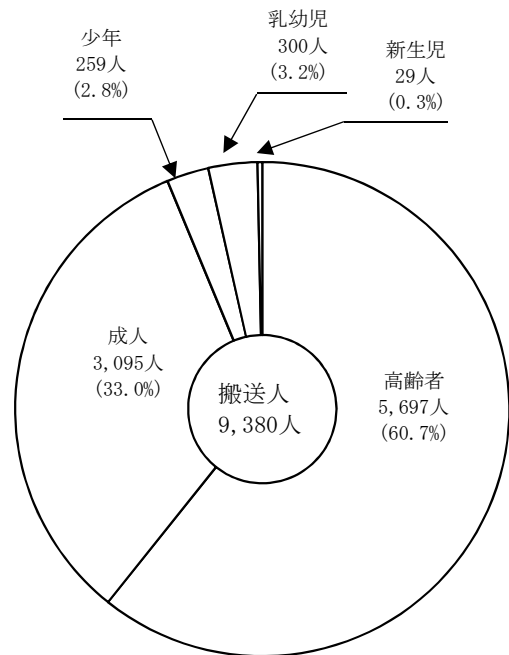 少年
259人
(2.8%)
乳幼児
300人
(3.2%)
新生児
29人
(0.3%)
成人
3,095人
(33.0%)
搬送人
9,380人
高齢者
5,697人
(60.7%)